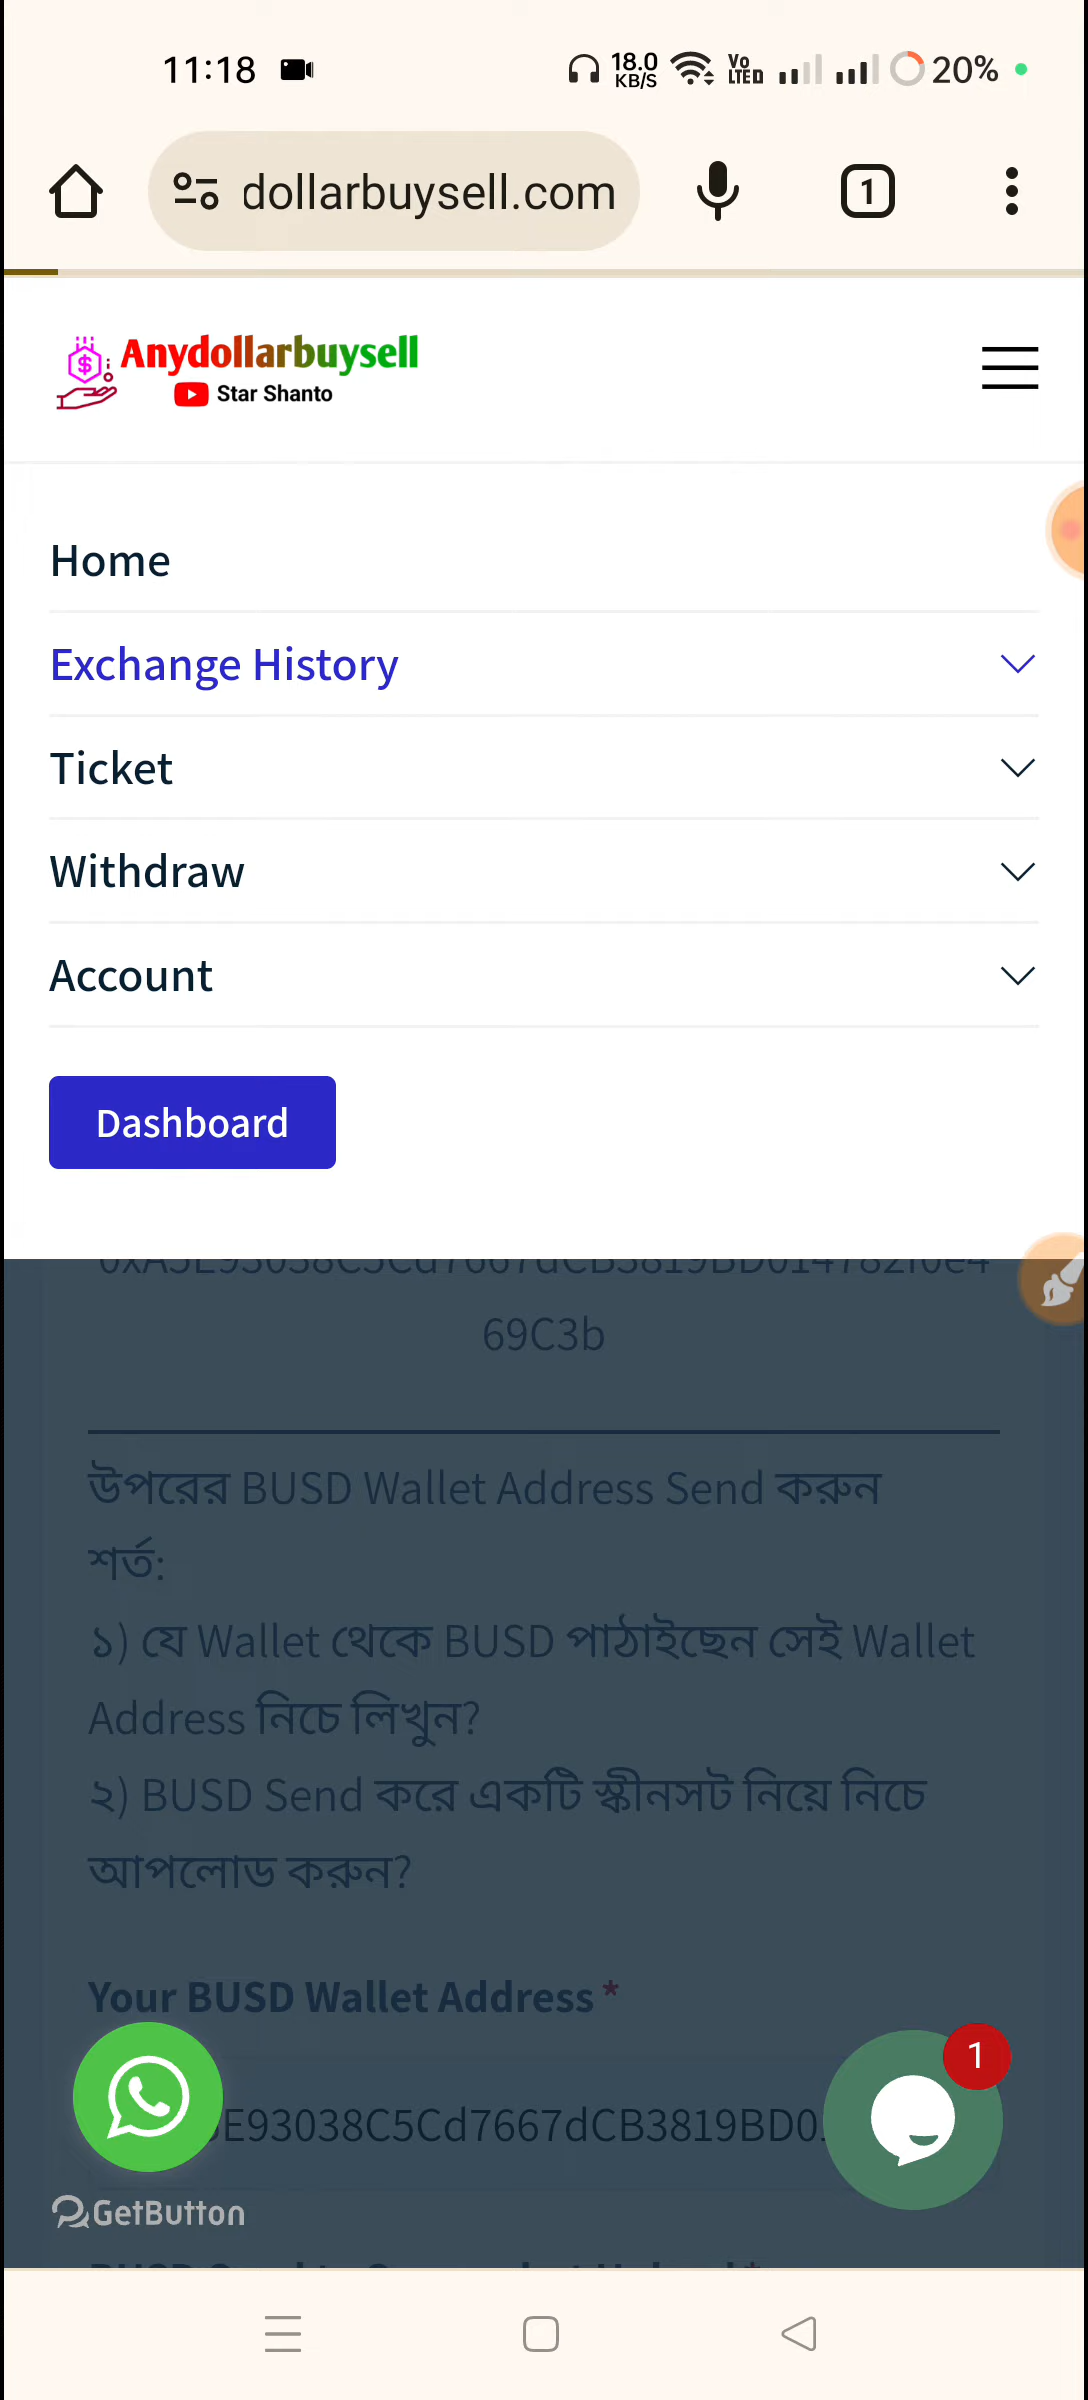 11:18 18.0 KB/S Vo LTE D 20%
dollarbuysell.com 1
$ Anydollarbuysell
Star Shanto
Home
Exchange History
Ticket
Withdraw
Account
Dashboard
69C3b
উপরের BUSD Wallet Address Send করুন
শর্ত:
১) যে Wallet থেকে BUSD পাঠাইছেন সেই Wallet
Address নিচে লিখুন?
২) BUSD Send করে একটি স্কীনসট নিয়ে নিচে
আপলোড করুন?
Your BUSD Wallet Address *
1
E93038C5Cd7667dCB3819BD0
GetButton